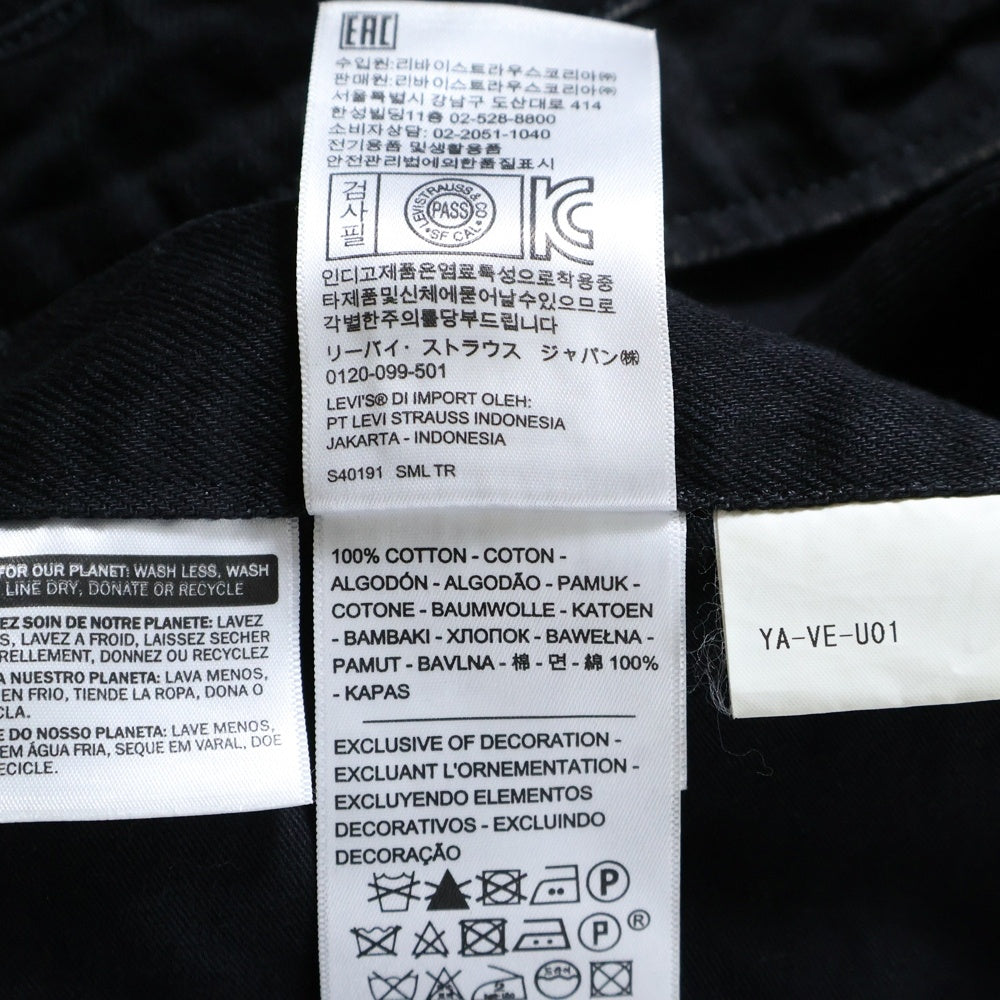 EAC
수입원:리바이스트라우스코리아㈜
판매원:리바이스트라우스코리아㈜
서울특별시 강남구 도산대로 414
한성빌딩11층 02-528-8800
소비자상담: 02-2051-1040
전기용품 및생활용품
안전관리법에의한품질표시
검사필
LEVI STRAUSS & CO
PASS
SF CAL
KC
인디고제품은염료특성으로착용중
타제품및신체에묻어날수있으므로
각별한주의를당부드립니다
リーバイ・ストラウス ジャパン㈱
0120-099-501
LEVI'S® DI IMPORT OLEH:
PT LEVI STRAUSS INDONESIA
JAKARTA - INDONESIA
S40191 SML TR
FOR OUR PLANET: WASH LESS, WASH
LINE DRY, DONATE OR RECYCLE
EZ SOIN DE NOTRE PLANETE: LAVEZ
S, LAVEZ A FROID, LAISSEZ SECHER
RELLEMENT, DONNEZ OU RECYCLEZ
A NUESTRO PLANETA: LAVA MENOS,
EN FRIO, TIENDE LA ROPA, DONA O
CLA.
E DO NOSSO PLANETA: LAVE MENOS,
EM ÁGUA FRIA, SEQUE EM VARAL, DOE
ECICLE.
100% COTTON - COTON -
ALGODÓN - ALGODÃO - PAMUK -
COTONE - BAUMWOLLE - KATOEN
- BAMBAKI - ХЛОПОК - BAWEŁNA -
PAMUT - BAVLNA - 棉 - 면 - 綿 100%
- KAPAS
EXCLUSIVE OF DECORATION -
EXCLUANT L'ORNEMENTATION -
EXCLUYENDO ELEMENTOS
DECORATIVOS - EXCLUINDO
DECORAÇÃO
P
P ®
YA-VE-U01